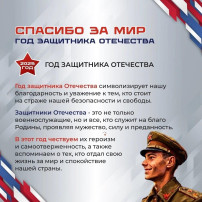 СПАСИБО ЗА МИР
ГОД ЗАЩИТНИКА ОТЕЧЕСТВА
2025
ГОД
ГОД ЗАЩИТНИКА ОТЕЧЕСТВА
Год защитника Отечества символизирует нашу
благодарность и уважение к тем, кто стоит
на страже нашей безопасности и свободы.
Защитники Отечества - это не только
военнослужащие, но и все, кто служит на благо
Родины, проявляя мужество, силу и преданность.
В этот год чествуем их героизм
и самоотверженность, а также
вспоминаем о тех, кто отдал свою
жизнь за мир и спокойствие
нашей страны.